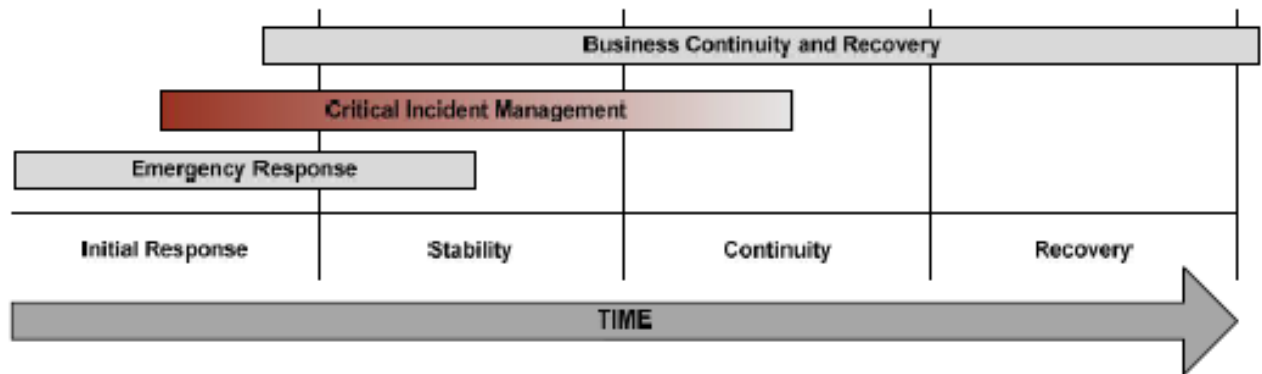 Business Continuity and Recovery
Critical Incident Management
Emergency Response
Initial Response
Stability
Continuity
Recovery
TIME